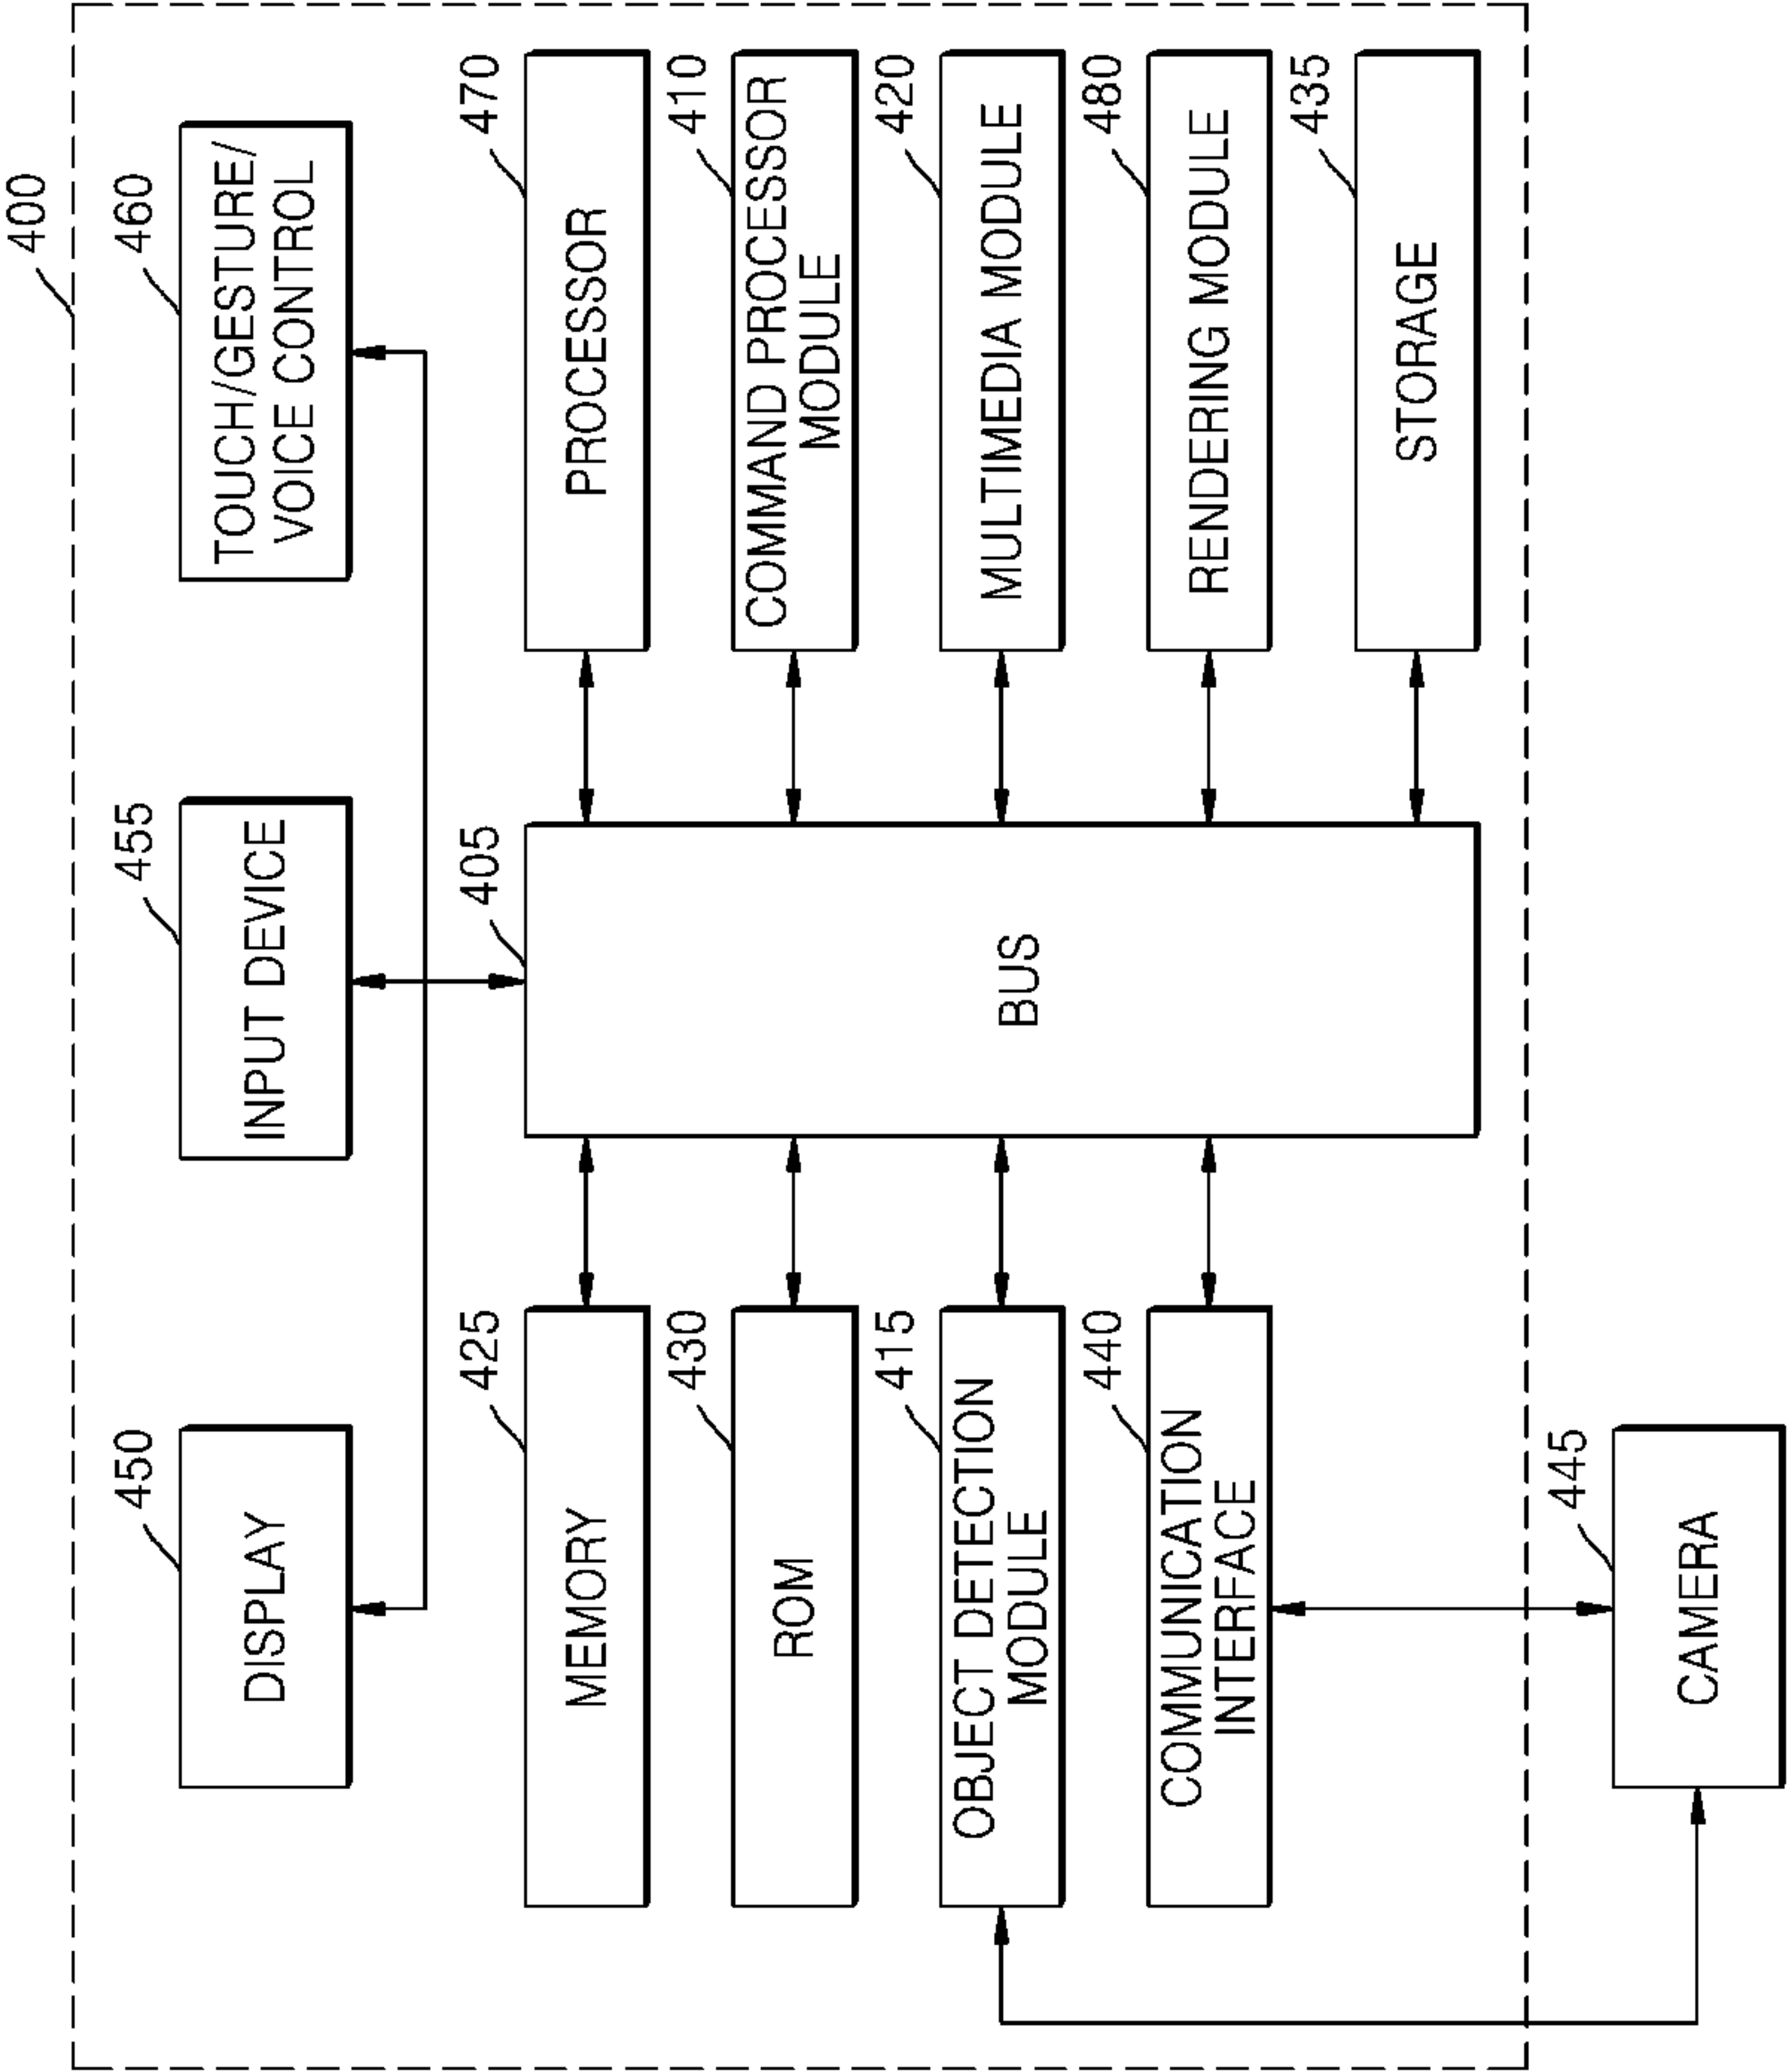 400
450
DISPLAY
455
INPUT DEVICE
460
TOUCH/GESTURE/
VOICE CONTROL
425
MEMORY
405
BUS
470
PROCESSOR
430
ROM
410
COMMAND PROCESSOR
MODULE
415
OBJECT DETECTION
MODULE
420
MULTIMEDIA MODULE
440
COMMUNICATION
INTERFACE
480
RENDERING MODULE
435
STORAGE
445
CAMERA